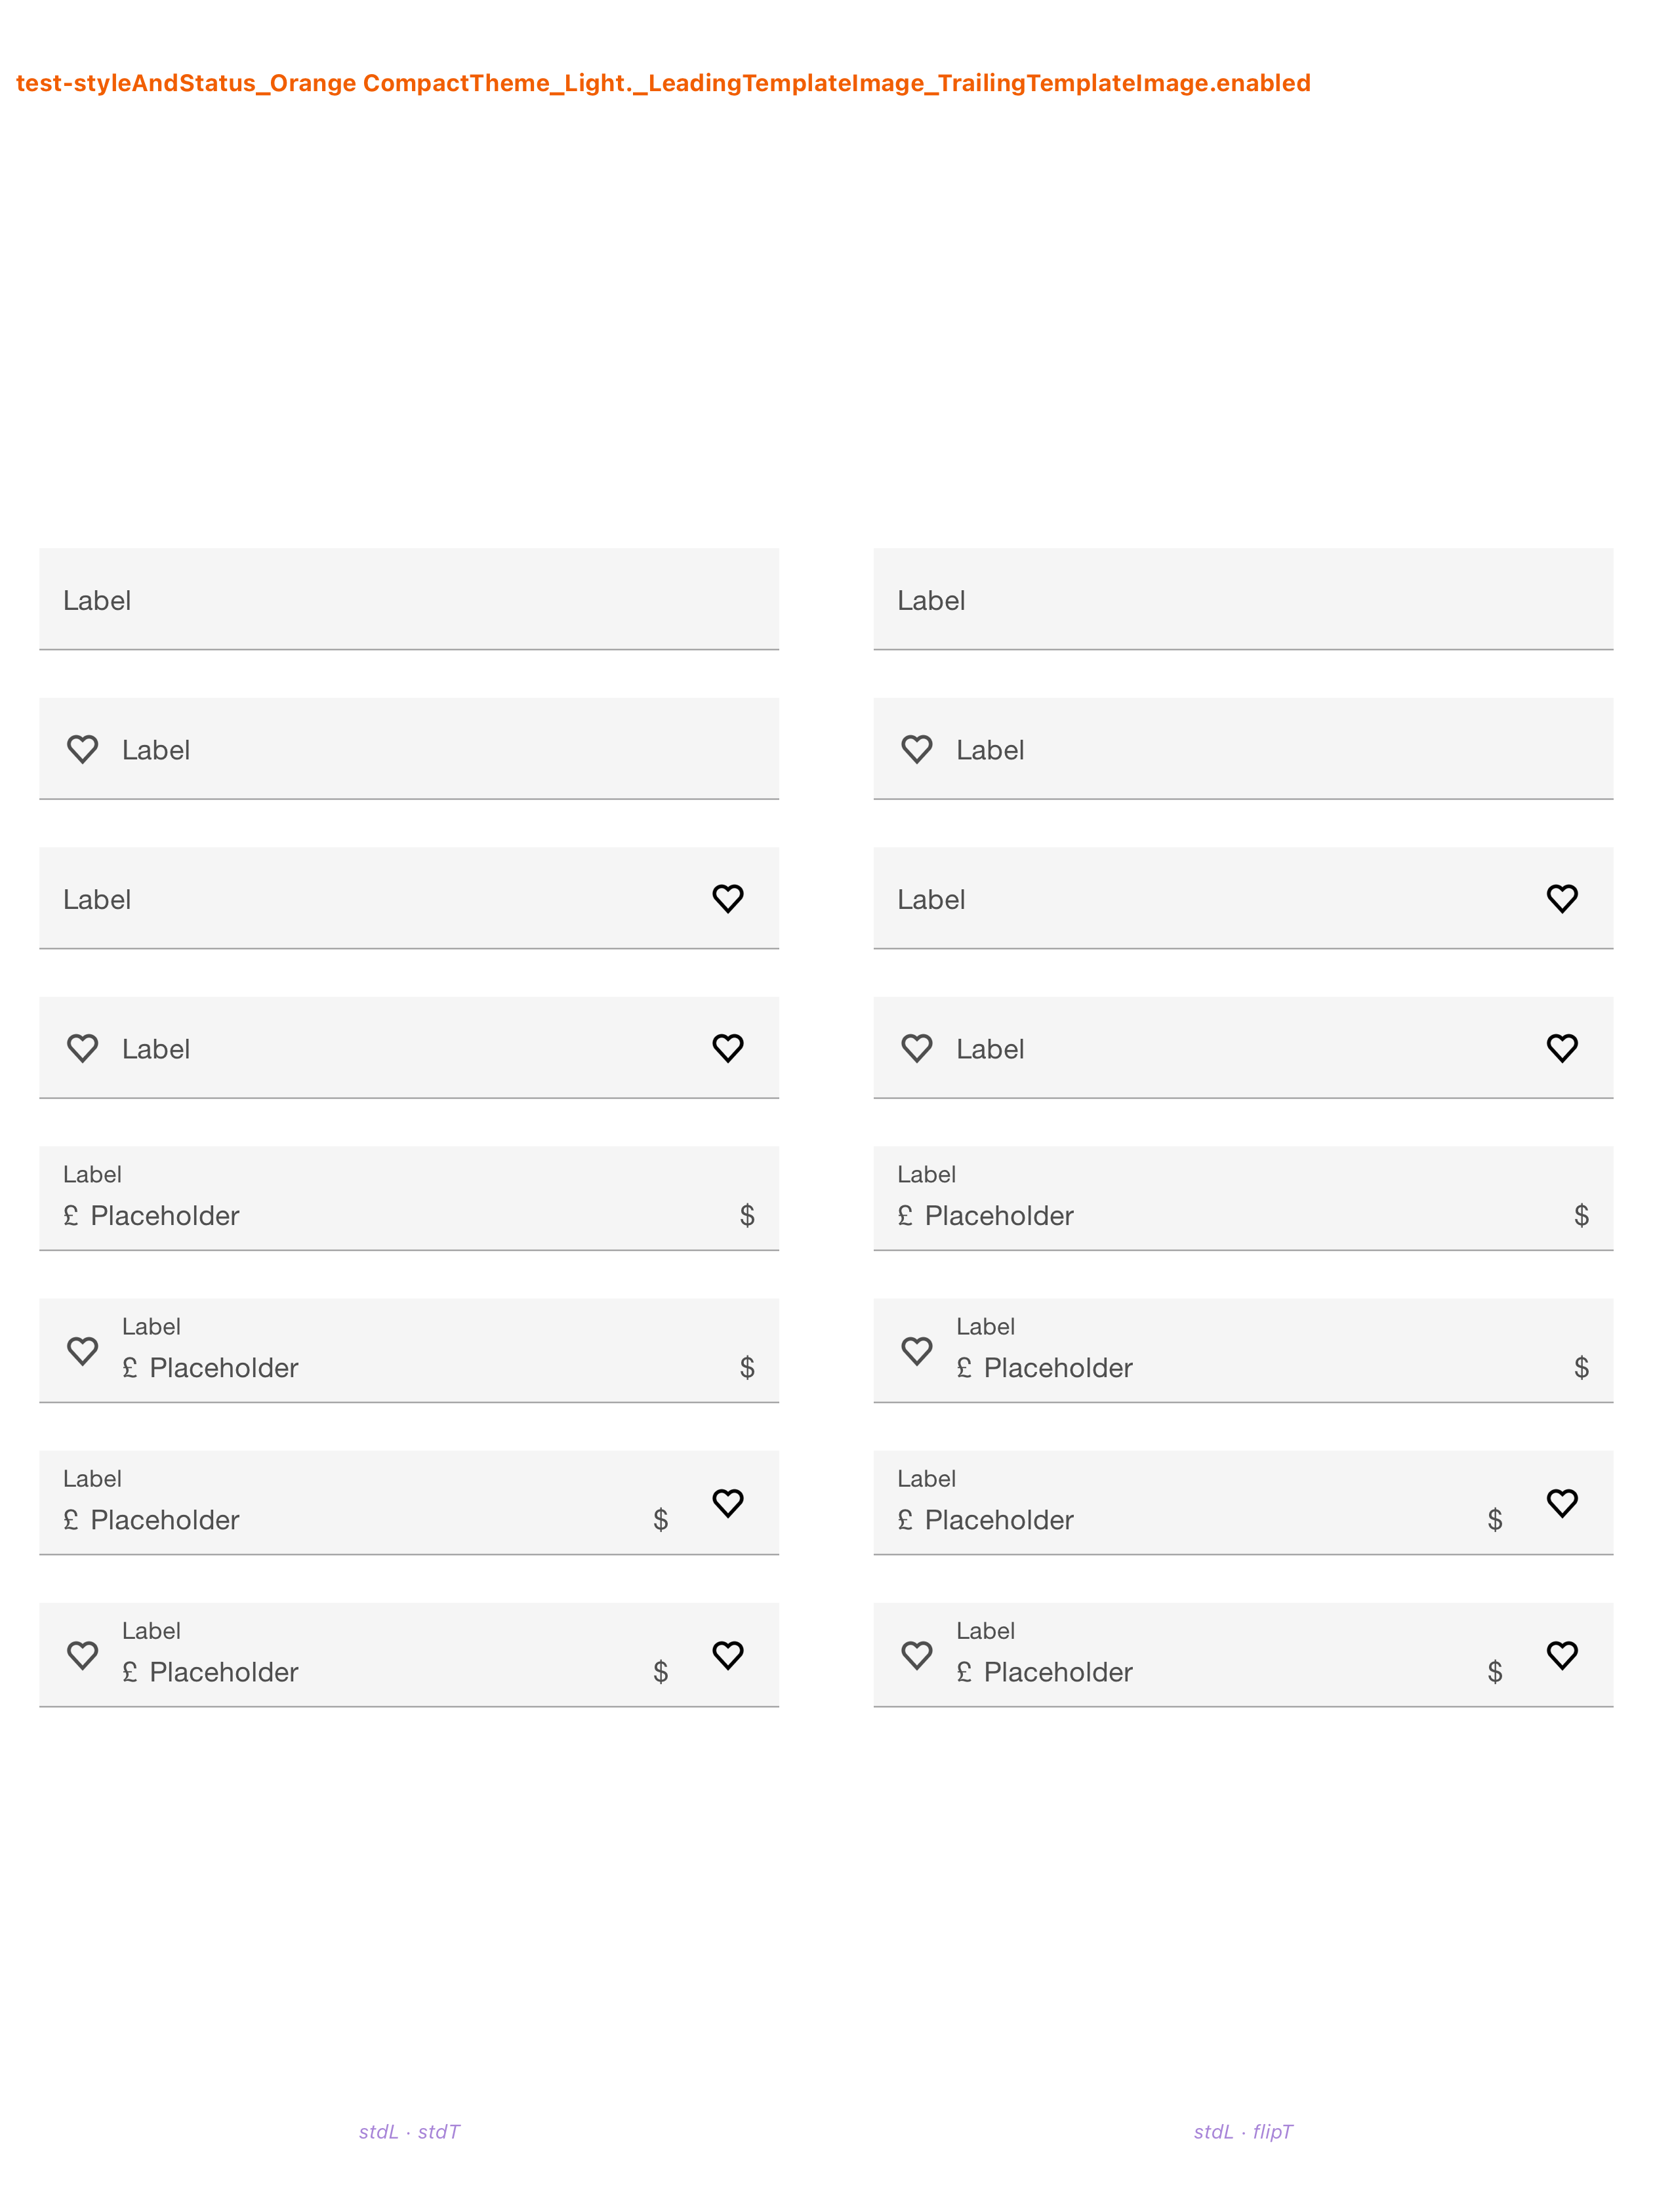 test-styleAndStatus_Orange CompactTheme_Light._LeadingTemplateImage_TrailingTemplateImage.enabled
Label
Label
Label
Label
Label
Label
Label
Label
Label
Label
£ Placeholder $
£ Placeholder $
Label
Label
£ Placeholder $
£ Placeholder $
Label
Label
£ Placeholder $
£ Placeholder $
Label
Label
£ Placeholder $
£ Placeholder $
stdL · stdT
stdL · flipT